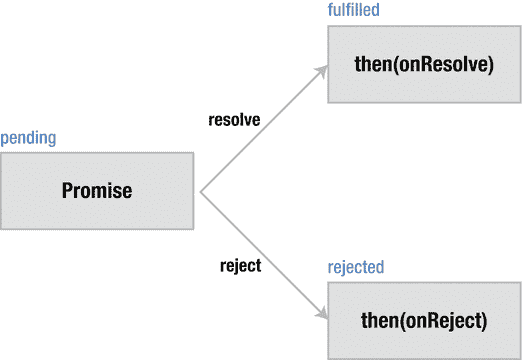 fulfilled
then(onResolve)
resolve
pending
Promise
reject
rejected
then(onReject)